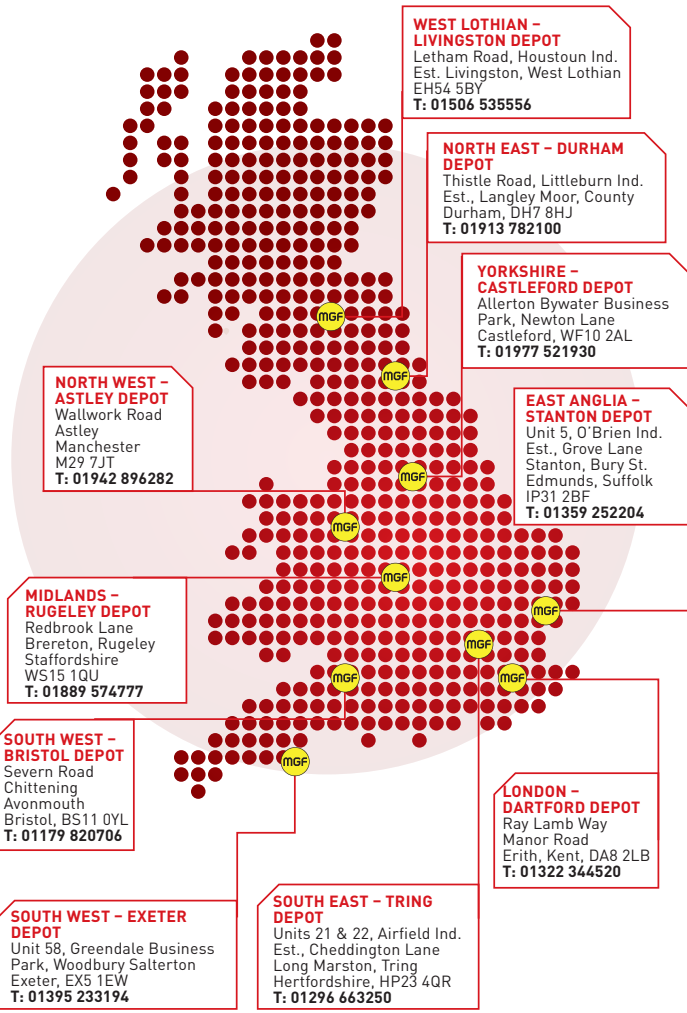 WEST LOTHIAN –
LIVINGSTON DEPOT
Letham Road, Houstoun Ind.
Est. Livingston, West Lothian
EH54 5BY
T: 01506 535556
NORTH EAST – DURHAM
DEPOT
Thistle Road, Littleburn Ind.
Est., Langley Moor, County
Durham, DH7 8HJ
T: 01913 782100
YORKSHIRE –
CASTLEFORD DEPOT
Allerton Bywater Business
Park, Newton Lane
Castleford, WF10 2AL
T: 01977 521930
MGF
MGF
NORTH WEST –
ASTLEY DEPOT
Wallwork Road
Astley
Manchester
M29 7JT
T: 01942 896282
EAST ANGLIA –
STANTON DEPOT
Unit 5, O'Brien Ind.
Est., Grove Lane
Stanton, Bury St.
Edmunds, Suffolk
IP31 2BF
T: 01359 252204
MGF
MGF
MGF
MGF
MIDLANDS –
RUGELEY DEPOT
Redbrook Lane
Brereton, Rugeley
Staffordshire
WS15 1QU
T: 01889 574777
MGF
MGF
MGF
SOUTH WEST –
BRISTOL DEPOT
Severn Road
Chittening
Avonmouth
Bristol, BS11 0YL
T: 01179 820706
MGF
LONDON –
DARTFORD DEPOT
Ray Lamb Way
Manor Road
Erith, Kent, DA8 2LB
T: 01322 344520
SOUTH WEST – EXETER
DEPOT
Unit 58, Greendale Business
Park, Woodbury Salterton
Exeter, EX5 1EW
T: 01395 233194
SOUTH EAST – TRING
DEPOT
Units 21 & 22, Airfield Ind.
Est., Cheddington Lane
Long Marston, Tring
Hertfordshire, HP23 4QR
T: 01296 663250